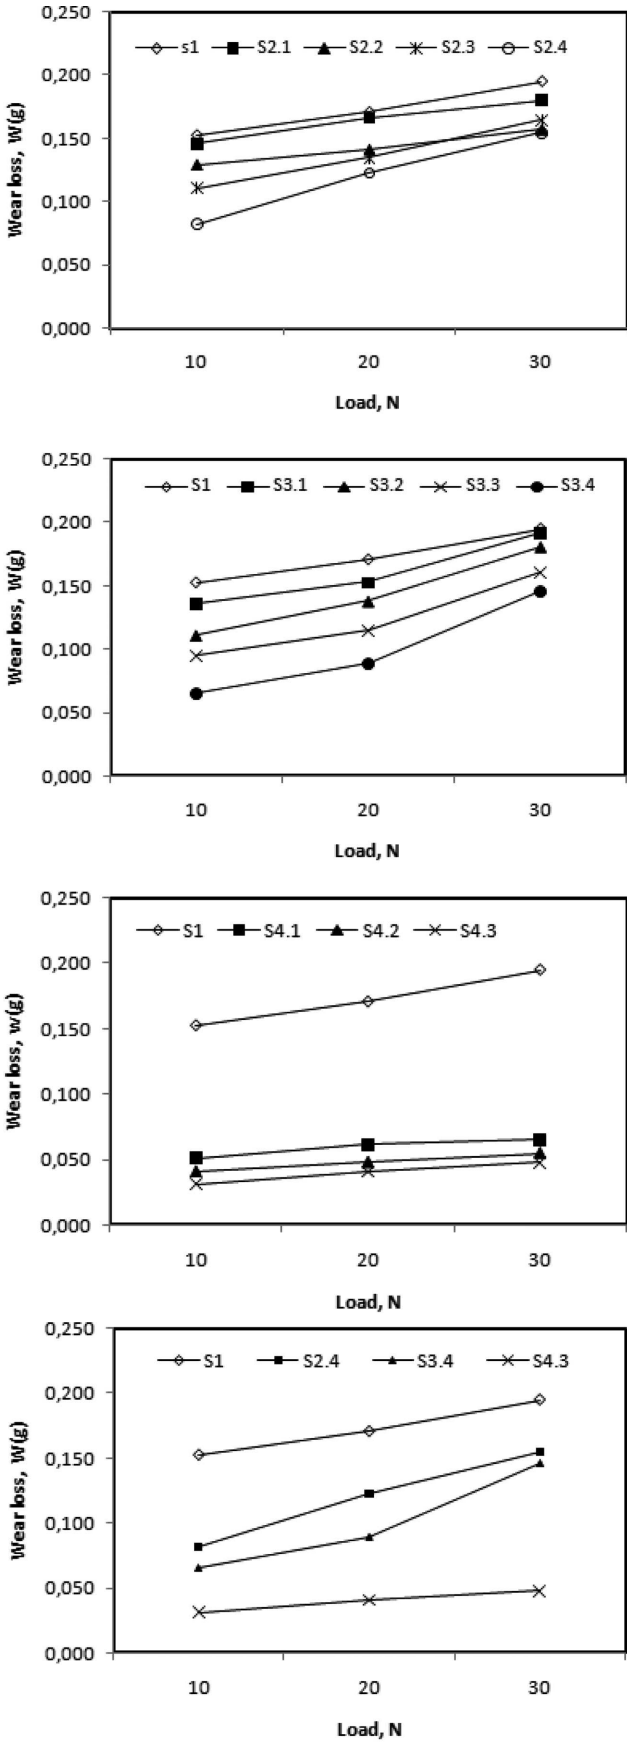 0,250
s1 S2.1 S2.2 S2.3 S2.4
0,200
0,150
0,100
0,050
0,000
Wear loss, W(g)
10 20 30
Load, N
0,250
S1 S3.1 S3.2 S3.3 S3.4
0,200
0,150
0,100
0,050
0,000
Wear loss, W(g)
10 20 30
Load, N
0,250
S1 S4.1 S4.2 S4.3
0,200
0,150
0,100
0,050
0,000
Wear loss, w(g)
10 20 30
Load, N
0,250
S1 S2.4 S3.4 S4.3
0,200
0,150
0,100
0,050
0,000
Wear loss, W(g)
10 20 30
Load, N